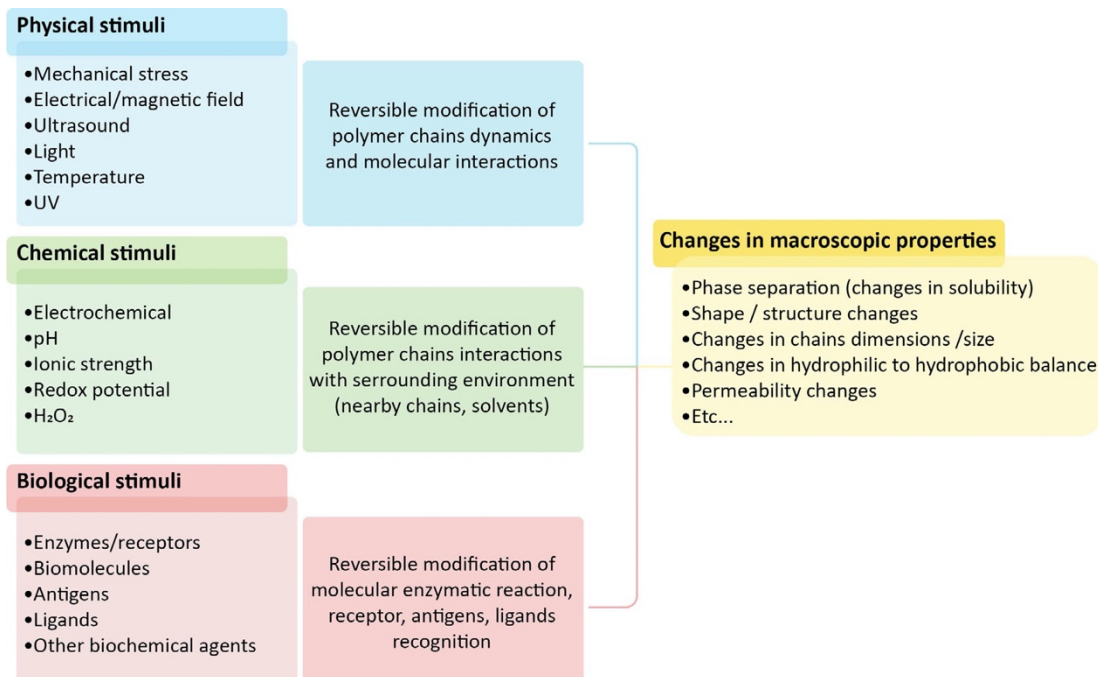 Physical stimuli
•Mechanical stress
•Electrical/magnetic field
•Ultrasound
•Light
•Temperature
•UV
Reversible modification of
polymer chains dynamics
and molecular interactions
Chemical stimuli
•Electrochemical
•pH
•Ionic strength
•Redox potential
•H₂O₂
Reversible modification of
polymer chains interactions
with serrounding environment
(nearby chains, solvents)
Biological stimuli
•Enzymes/receptors
•Biomolecules
•Antigens
•Ligands
•Other biochemical agents
Reversible modification of
molecular enzymatic reaction,
receptor, antigens, ligands
recognition
Changes in macroscopic properties
•Phase separation (changes in solubility)
•Shape / structure changes
•Changes in chains dimensions /size
•Changes in hydrophilic to hydrophobic balance
•Permeability changes
•Etc...